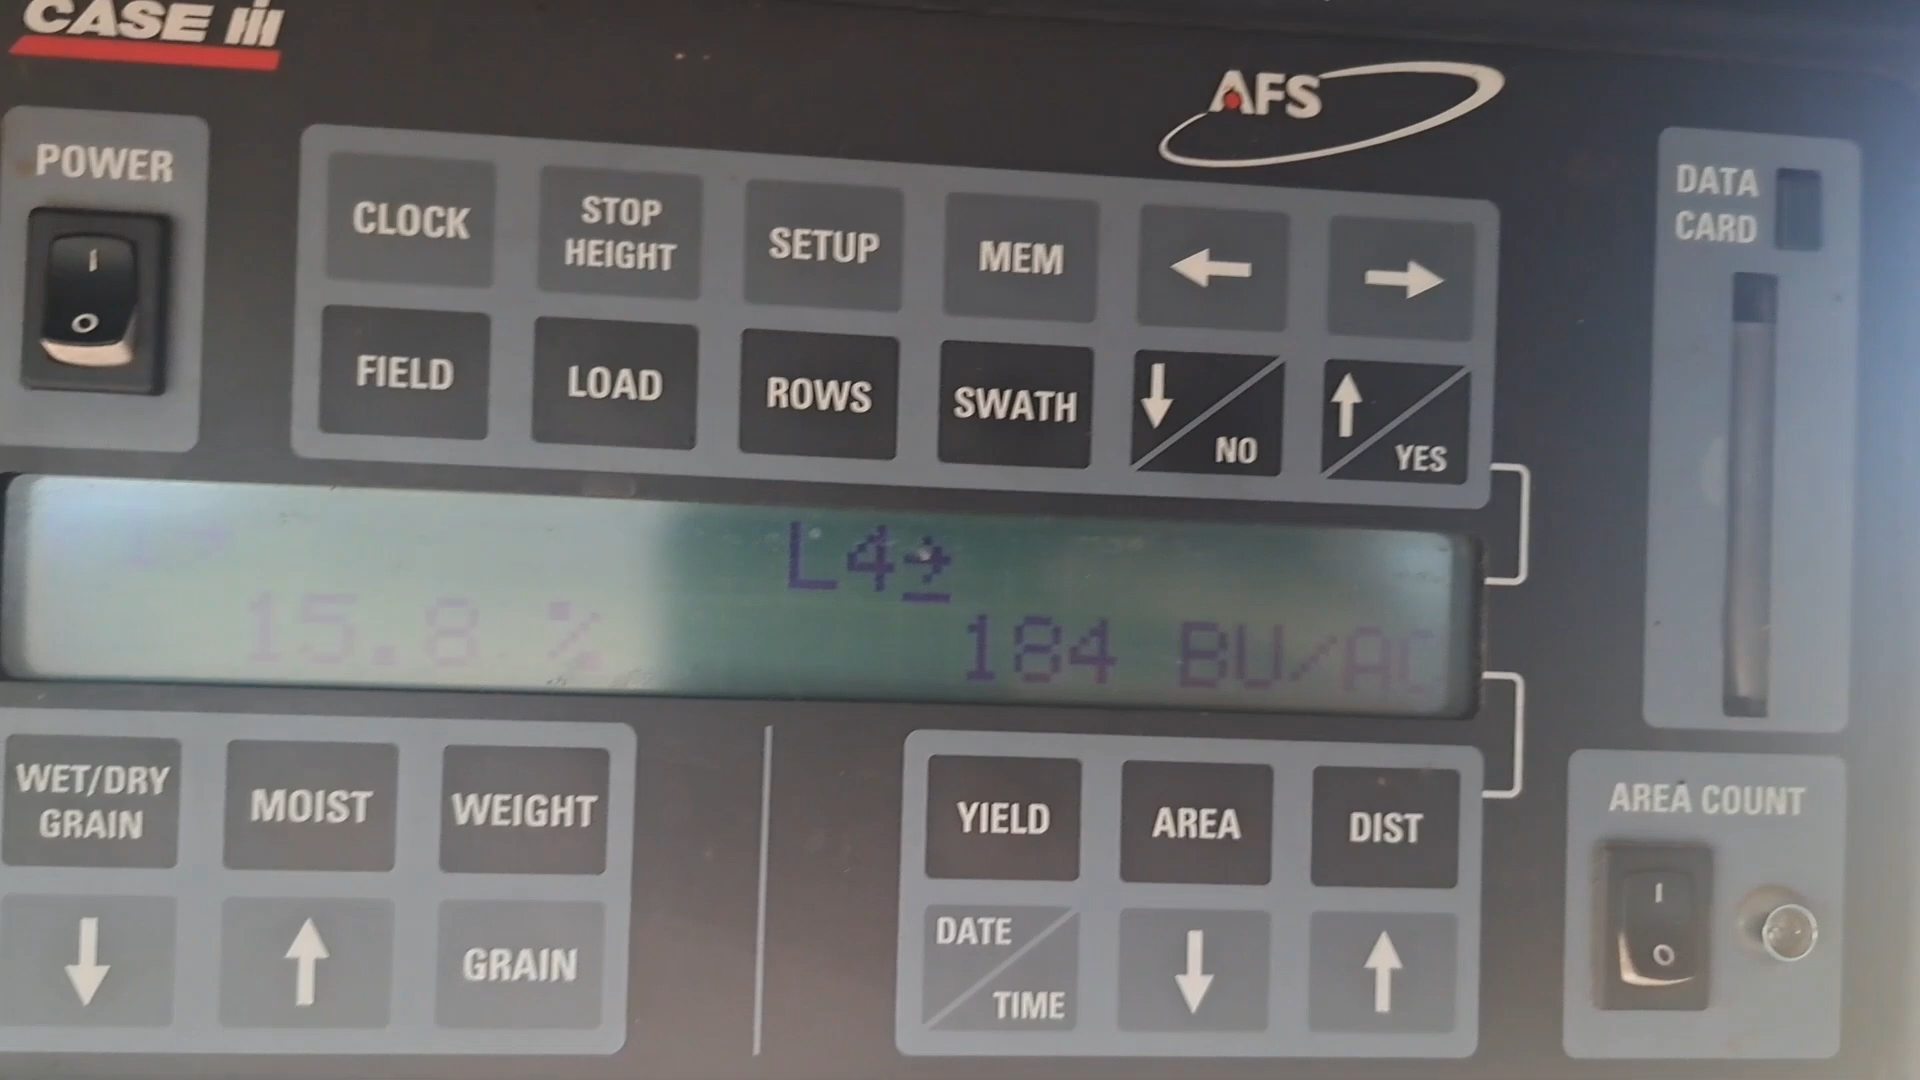 CASE IH
AFS
POWER
I
O
CLOCK
STOP
HEIGHT
SETUP
MEM
←
→
FIELD
LOAD
ROWS
SWATH
↓
NO
↑
YES
DATA
CARD
L4→
15.8 %
184 BU/AC
WET/DRY
GRAIN
MOIST
WEIGHT
↓
↑
GRAIN
YIELD
AREA
DIST
DATE
TIME
↓
↑
AREA COUNT
I
O